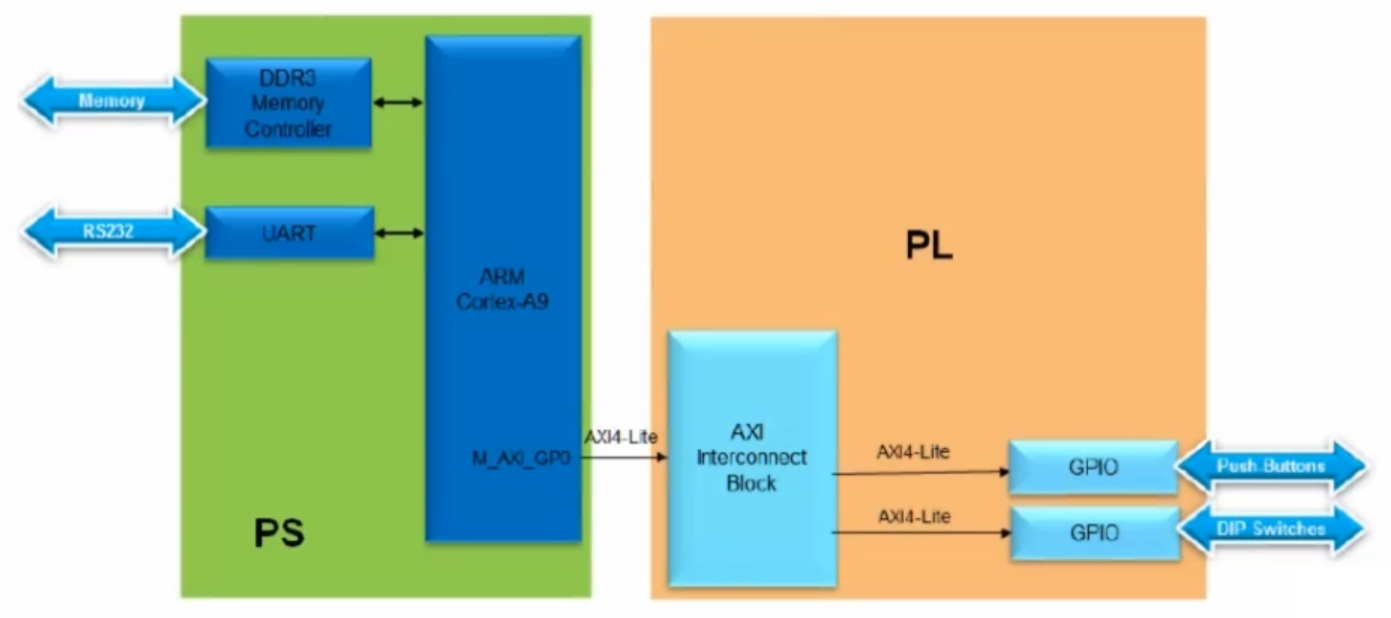 DDR3
Memory
Controller
Memory
RS232
UART
ARM
Cortex-A9
M_AXI_GP0
PS
PL
AXI4-Lite
AXI
Interconnect
Block
AXI4-Lite
GPIO
Push-Buttons
AXI4-Lite
GPIO
DIP Switches